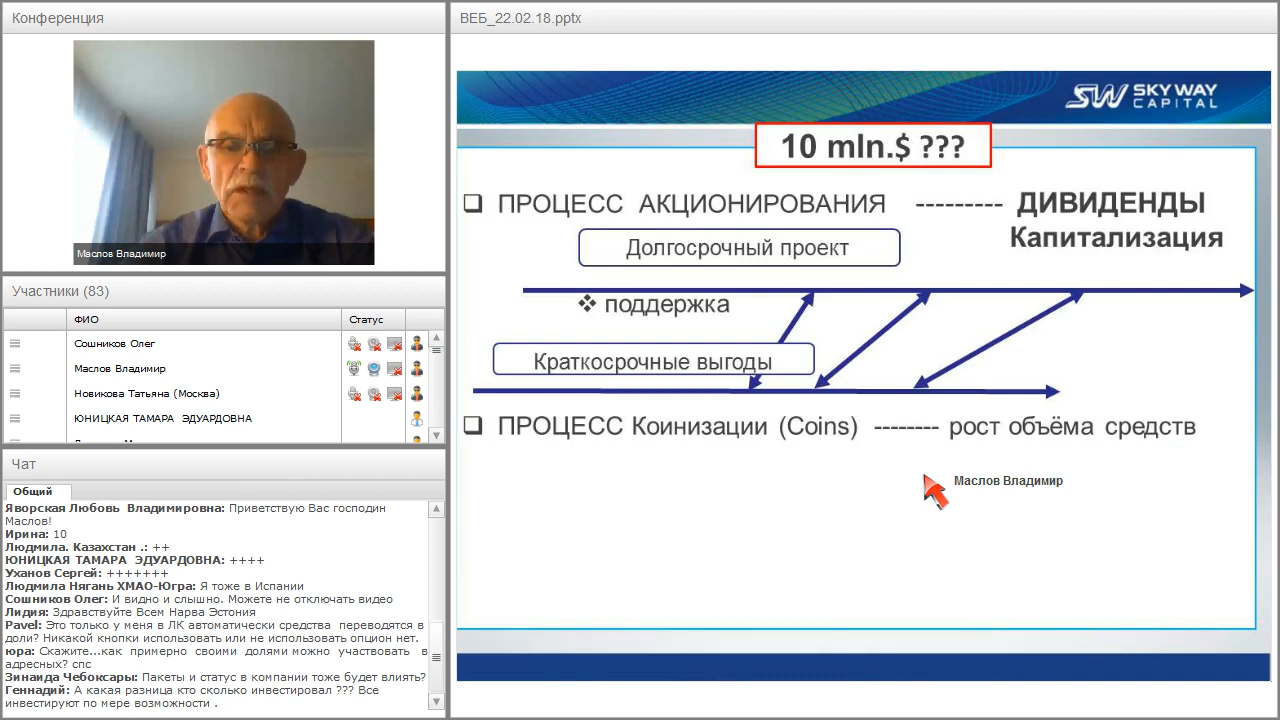 Конференция
Маслов Владимир
Участники (83)
ФИО
Статус
Сошников Олег
Маслов Владимир
Новикова Татьяна (Москва)
ЮНИЦКАЯ ТАМАРА ЭДУАРДОВНА
Чат
Общий
Яворская Любовь Владимировна: Приветствую Вас господин
Маслов!
Ирина: 10
Людмила. Казахстан .: ++
ЮНИЦКАЯ ТАМАРА ЭДУАРДОВНА: ++++
Уханов Сергей: +++++++
Людмила Нягань ХМАО-Югра: Я тоже в Испании
Сошников Олег: И видно и слышно. Можете не отключать видео
Лидия: Здравствуйте Всем Нарва Эстония
Pavel: Это только у меня в ЛК автоматически средства переводятся в
доли? Никакой кнопки использовать или не использовать опцион нет.
юра: Скажите...как примерно своими долями можно участвовать в
адресных? спс
Зинаида Чебоксары: Пакеты и статус в компании тоже будет влиять?
Геннадий: А какая разница кто сколько инвестировал ??? Все
инвестируют по мере возможности .
ВЕБ_22.02.18.pptx
SW SKY WAY
CAPITAL
10 mln.$ ???
ПРОЦЕСС АКЦИОНИРОВАНИЯ --------- ДИВИДЕНДЫ
Капитализация
Долгосрочный проект
поддержка
Краткосрочные выгоды
ПРОЦЕСС Коинизации (Coins) -------- рост объёма средств
Маслов Владимир